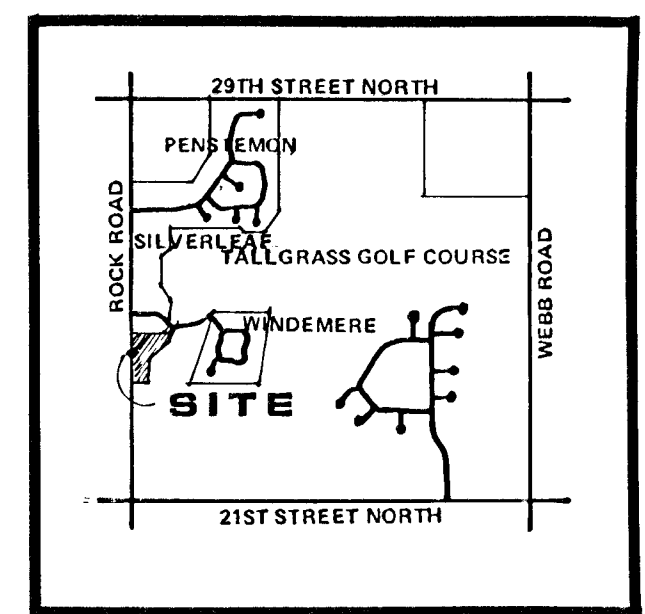 29TH STREET NORTH
PENSTEMON
ROCK ROAD
SILVERLEAF
TALLGRASS GOLF COURSE
WEBB ROAD
WINDEMERE
SITE
21ST STREET NORTH